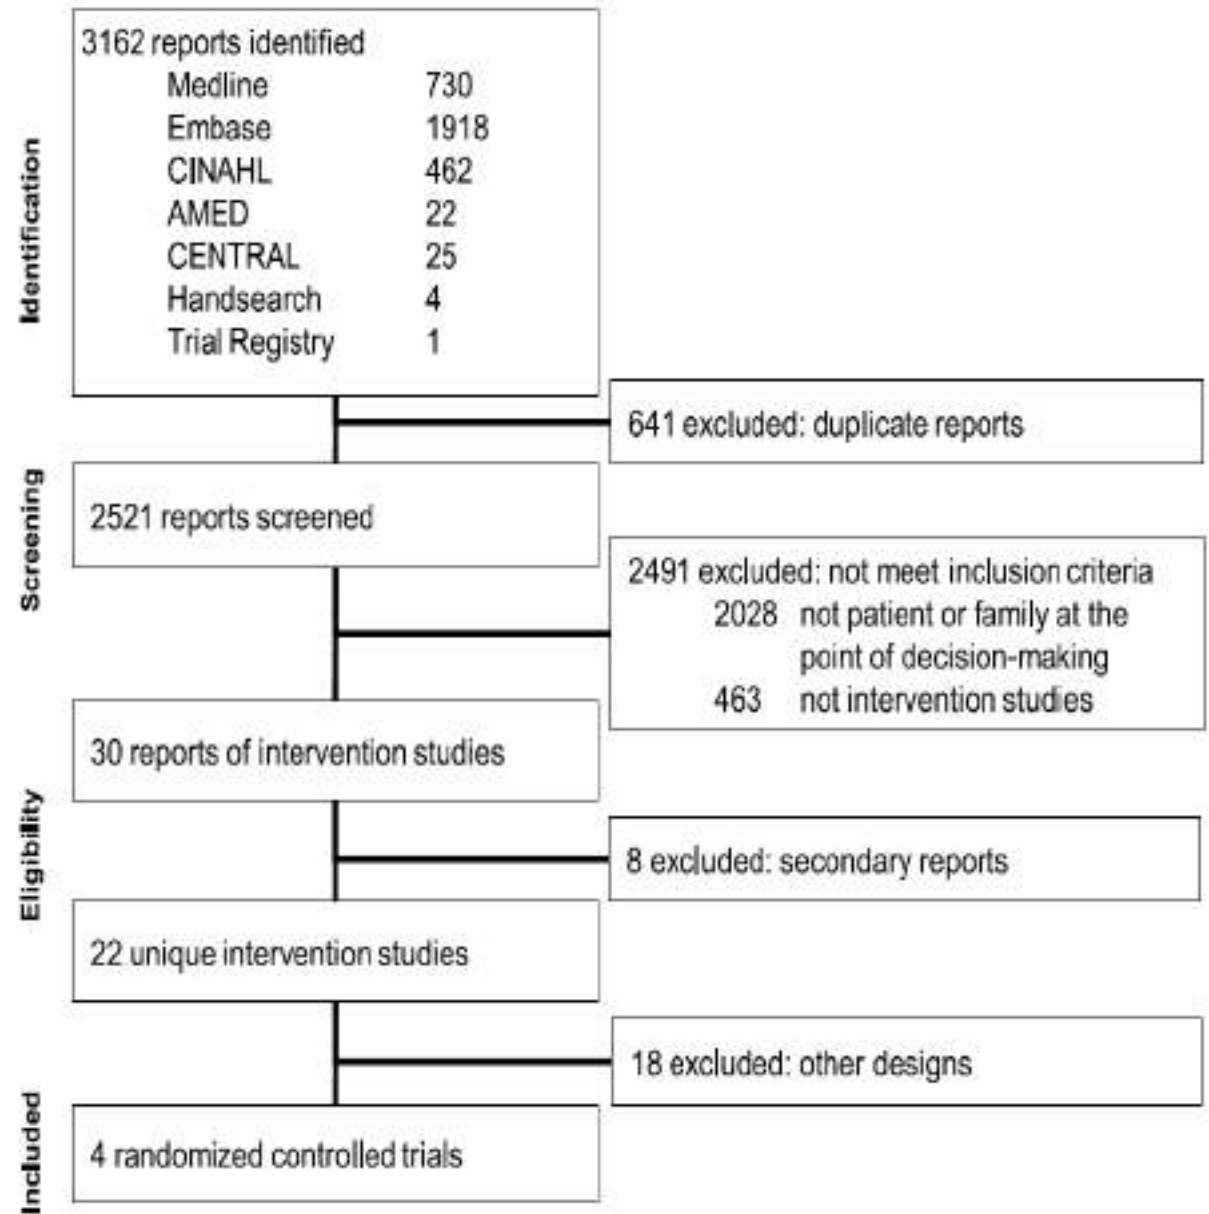 Identification
3162 reports identified
Medline 730
Embase 1918
CINAHL 462
AMED 22
CENTRAL 25
Handsearch 4
Trial Registry 1
641 excluded: duplicate reports
Screening
2521 reports screened
2491 excluded: not meet inclusion criteria
2028 not patient or family at the
point of decision-making
463 not intervention studies
30 reports of intervention studies
Eligibility
8 excluded: secondary reports
22 unique intervention studies
18 excluded: other designs
Included
4 randomized controlled trials